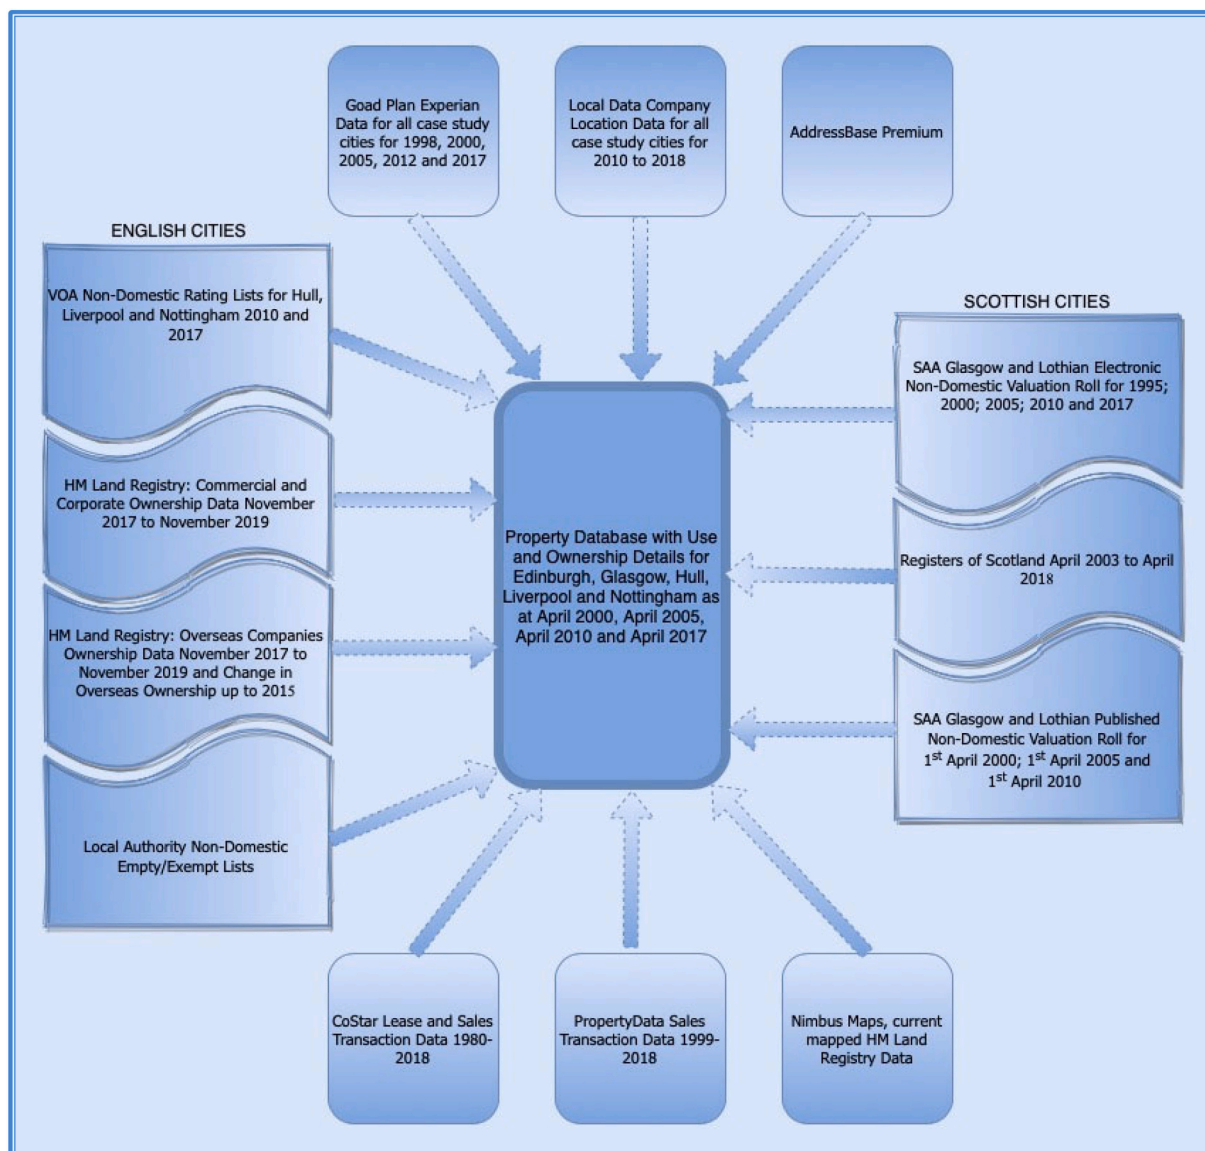 Goad Plan Experian
Data for all case study
cities for 1998, 2000,
2005, 2012 and 2017
Local Data Company
Location Data for all
case study cities for
2010 to 2018
AddressBase Premium
ENGLISH CITIES
VOA Non-Domestic Rating Lists for Hull,
Liverpool and Nottingham 2010 and
2017
HM Land Registry: Commercial and
Corporate Ownership Data November
2017 to November 2019
HM Land Registry: Overseas Companies
Ownership Data November 2017 to
November 2019 and Change in
Overseas Ownership up to 2015
Local Authority Non-Domestic
Empty/Exempt Lists
Property Database with Use
and Ownership Details for
Edinburgh, Glasgow, Hull,
Liverpool and Nottingham as
at April 2000, April 2005,
April 2010 and April 2017
SCOTTISH CITIES
SAA Glasgow and Lothian Electronic
Non-Domestic Valuation Roll for 1995;
2000; 2005; 2010 and 2017
Registers of Scotland April 2003 to April
2018
SAA Glasgow and Lothian Published
Non-Domestic Valuation Roll for
1st April 2000; 1st April 2005 and
1st April 2010
CoStar Lease and Sales
Transaction Data 1980-
2018
PropertyData Sales
Transaction Data 1999-
2018
Nimbus Maps, current
mapped HM Land
Registry Data